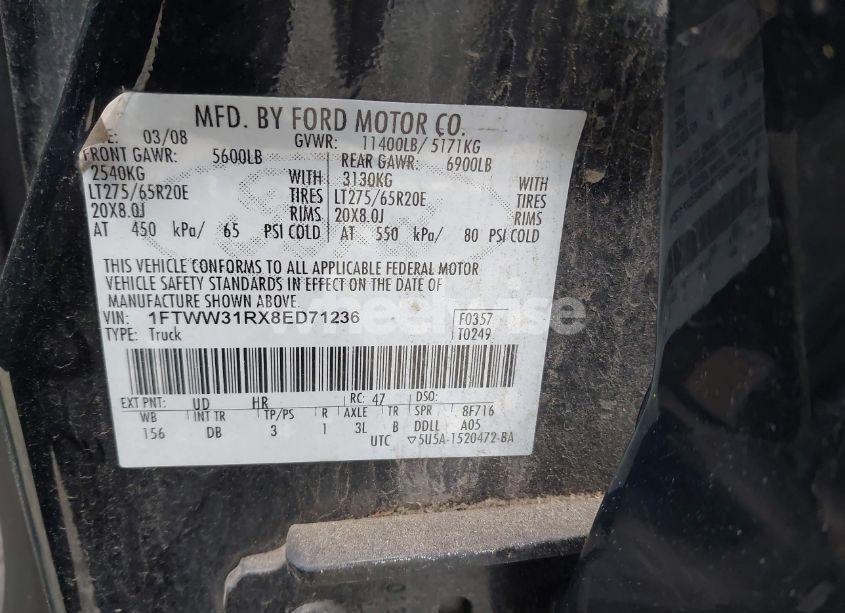 MFD. BY FORD MOTOR CO.
E: 03/08 GVWR: 11400LB/ 5171KG
FRONT GAWR: 5600LB REAR GAWR: 6900LB
2540KG WITH 3130KG WITH
LT275/65R20E TIRES LT275/65R20E TIRES
20X8.0J RIMS 20X8.0J RIMS
AT 450 kPa/ 65 PSI COLD AT 550 kPa/ 80 PSI COLD
THIS VEHICLE CONFORMS TO ALL APPLICABLE FEDERAL MOTOR
VEHICLE SAFETY STANDARDS IN EFFECT ON THE DATE OF
MANUFACTURE SHOWN ABOVE.
VIN: 1FTWW31RX8ED71236 F0357
TYPE: Truck T0249
EXT PNT: UD HR RC: 47 DSO:
WB INT TR TP/PS R AXLE TR SPR 8F716
156 DB 3 1 3L B DDLL A05
UTC ▽5U5A-1520472-BA
wheelwise